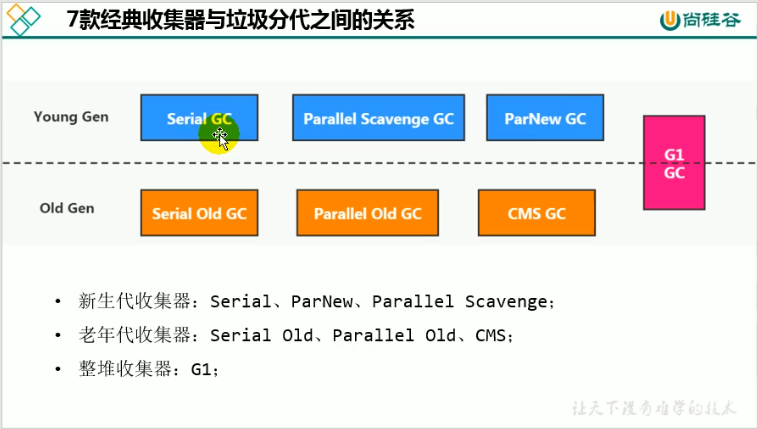 7款经典收集器与垃圾分代之间的关系
尚硅谷
Young Gen
Serial GC
Parallel Scavenge GC
ParNew GC
G1
GC
Old Gen
Serial Old GC
Parallel Old GC
CMS GC
• 新生代收集器：Serial、ParNew、Parallel Scavenge；
• 老年代收集器：Serial Old、Parallel Old、CMS；
• 整堆收集器：G1；
让天下没有难学的技术